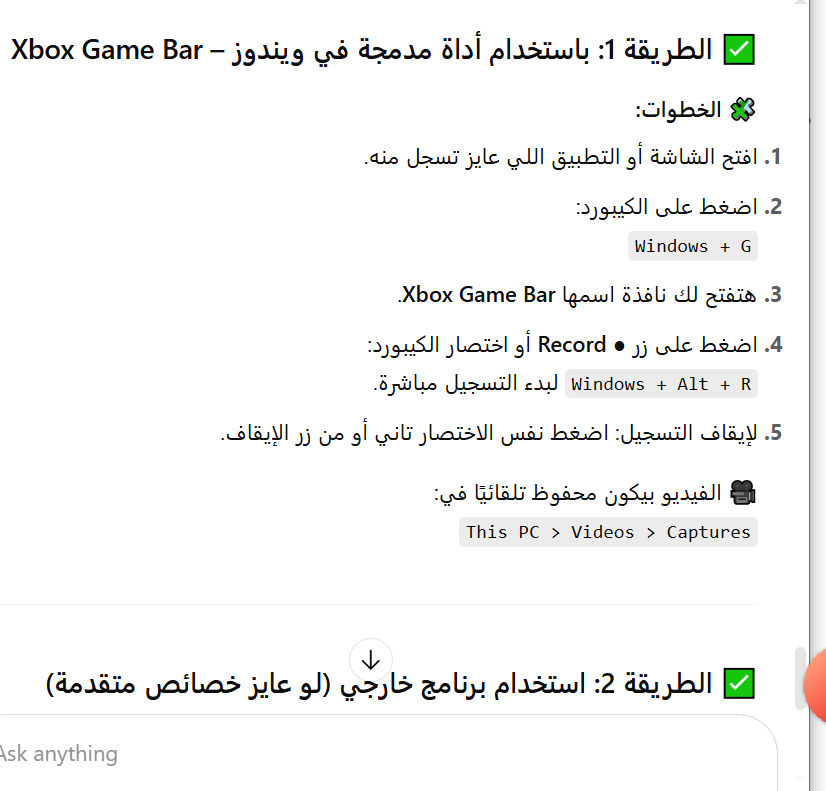 ✅ الطريقة 1: باستخدام أداة مدمجة في ويندوز – Xbox Game Bar
🧩 الخطوات:
1. افتح الشاشة أو التطبيق اللي عايز تسجل منه.
2. اضغط على الكيبورد:
Windows + G
3. هتفتح لك نافذة اسمها Xbox Game Bar.
4. اضغط على زر ● Record أو اختصار الكيبورد:
Windows + Alt + R لبدء التسجيل مباشرة.
5. لإيقاف التسجيل: اضغط نفس الاختصار تاني أو من زر الإيقاف.
🎥 الفيديو بيكون محفوظ تلقائيًا في:
This PC > Videos > Captures
✅ الطريقة 2: استخدام برنامج خارجي (لو عايز خصائص متقدمة)
Ask anything